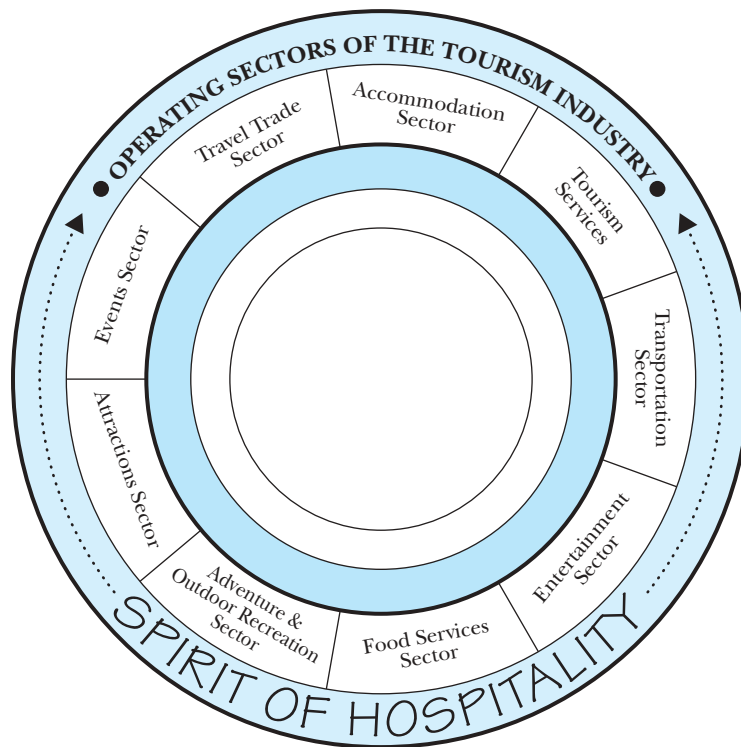 OPERATING SECTORS OF THE TOURISM INDUSTRY
Accommodation
Sector
Tourism
Services
Transportation
Sector
Entertainment
Sector
Food Services
Sector
Adventure &
Outdoor Recreation
Sector
Attractions Sector
Events Sector
Travel Trade
Sector
SPIRIT OF HOSPITALITY